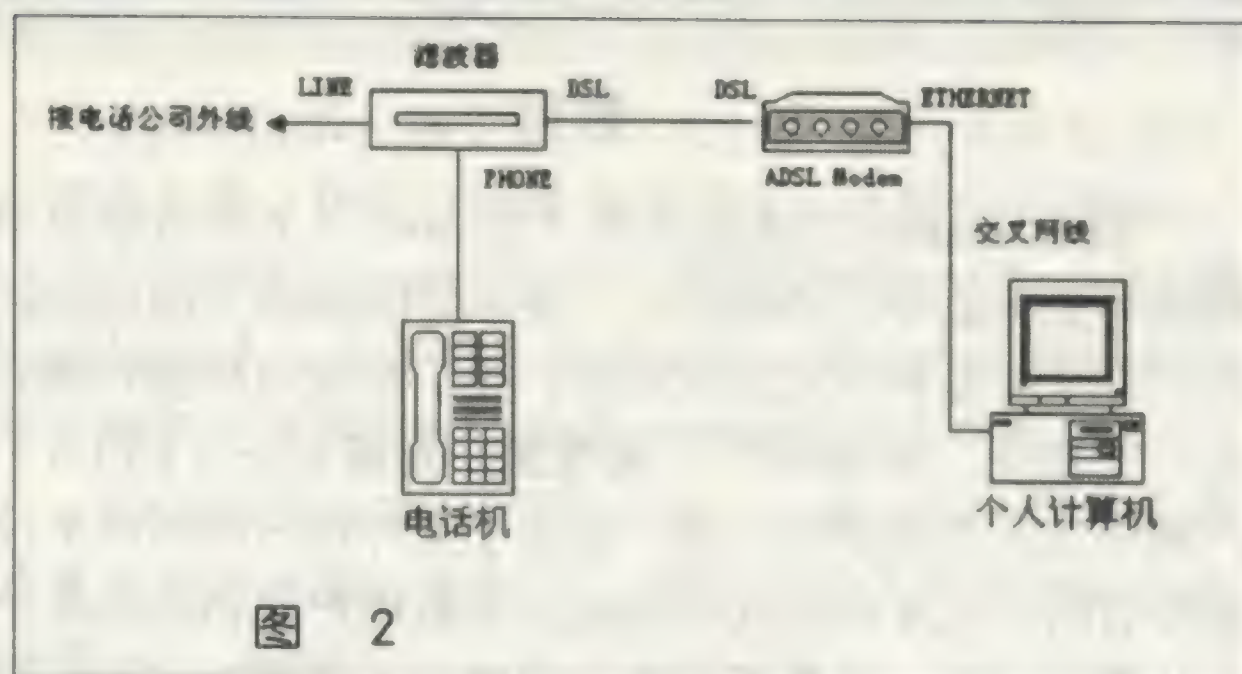 滤波器
LINE
DSL
DSL
ETHERNET
接电话公司外线
PHONE
ADSL Modem
交叉网线
电话机
个人计算机
图 2